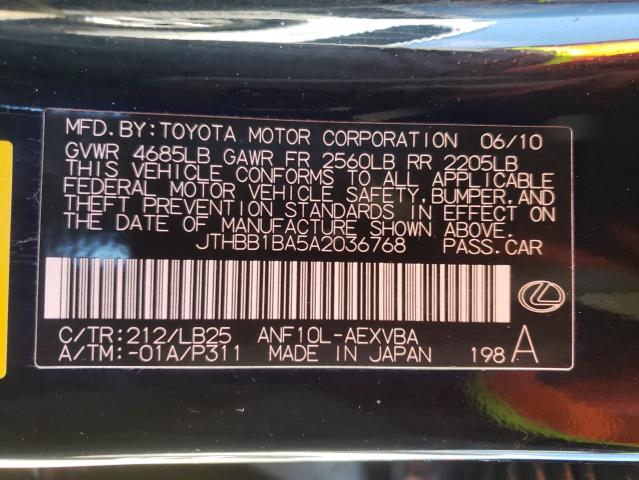 MFD.BY:TOYOTA MOTOR CORPORATION 06/10
GVWR 4685LB GAWR FR 2560LB RR 2205LB
THIS VEHICLE CONFORMS TO ALL APPLICABLE
FEDERAL MOTOR VEHICLE SAFETY,BUMPER,AND
THEFT PREVENTION STANDARDS IN EFFECT ON
THE DATE OF MANUFACTURE SHOWN ABOVE.
JTHBB1BA5A2036768 PASS.CAR
C/TR:212/LB25 ANF10L-AEXVBA
A/TM:-01A/P311 MADE IN JAPAN 198 A